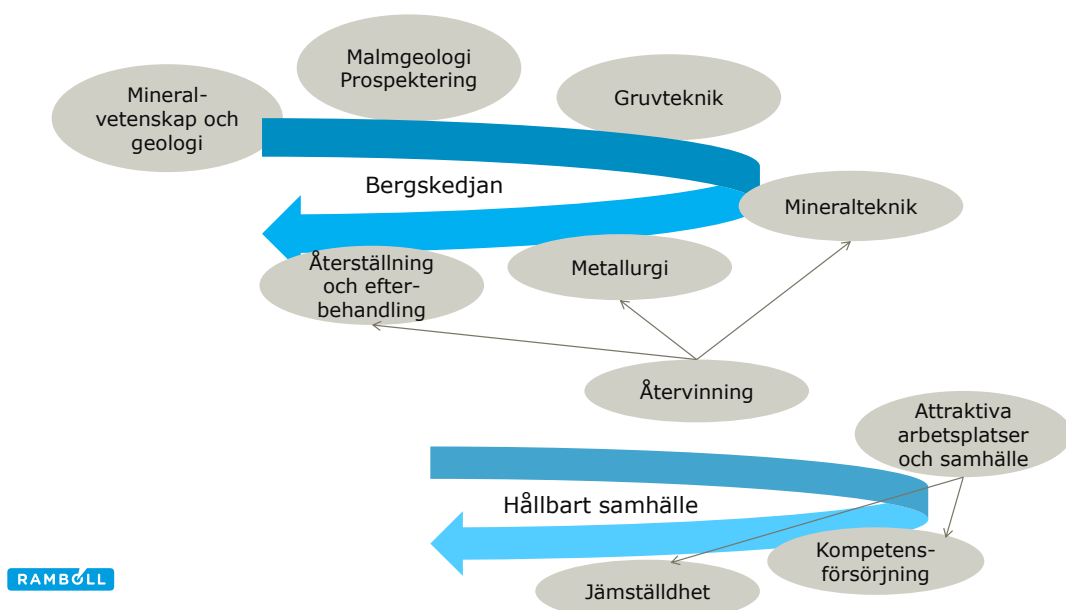 Malmgeologi
Prospektering
Mineral-
vetenskap och
geologi
Gruvteknik
Bergskedjan
Mineralteknik
Återställning
och efter-
behandling
Metallurgi
Återvinning
Attraktiva
arbetsplatser
och samhälle
Hållbart samhälle
Kompetens-
försörjning
Jämställdhet
RAMBOLL